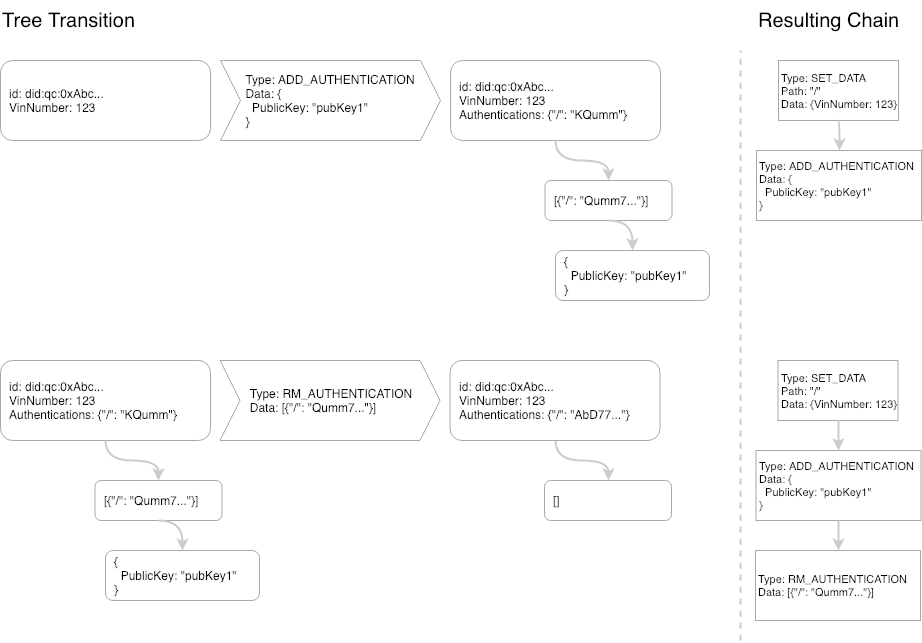 Tree Transition
Resulting Chain
id: did:qc:0xAbc...
VinNumber: 123
Type: ADD_AUTHENTICATION
Data: {
PublicKey: "pubKey1"
}
id: did:qc:0xAbc...
VinNumber: 123
Authentications: {"/": "KQumm"}
[{"/": "Qumm7..."}]
{
PublicKey: "pubKey1"
}
Type: SET_DATA
Path: "/"
Data: {VinNumber: 123}
Type: ADD_AUTHENTICATION
Data: {
PublicKey: "pubKey1"
}
id: did:qc:0xAbc...
VinNumber: 123
Authentications: {"/": "KQumm"}
[{"/": "Qumm7..."}]
{
PublicKey: "pubKey1"
}
Type: RM_AUTHENTICATION
Data: [{"/": "Qumm7..."}]
id: did:qc:0xAbc...
VinNumber: 123
Authentications: {"/": "AbD77..."}
[]
Type: SET_DATA
Path: "/"
Data: {VinNumber: 123}
Type: ADD_AUTHENTICATION
Data: {
PublicKey: "pubKey1"
}
Type: RM_AUTHENTICATION
Data: [{"/": "Qumm7..."}]